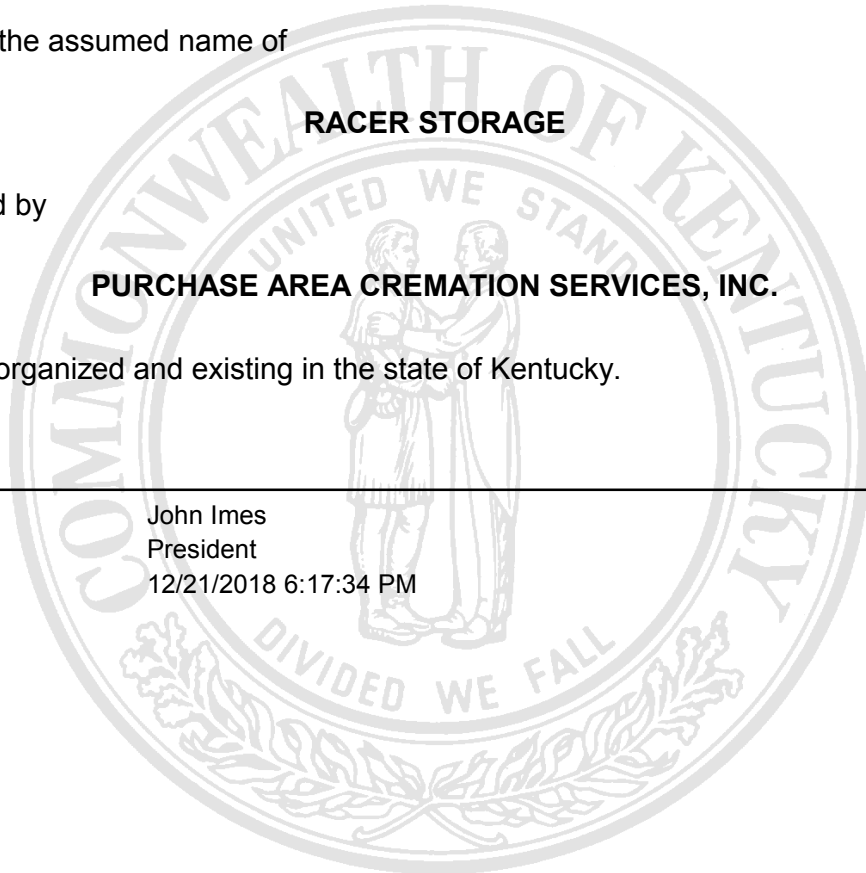 the assumed name of
RACER STORAGE
d by
PURCHASE AREA CREMATION SERVICES, INC.
organized and existing in the state of Kentucky.
John Imes
President
12/21/2018 6:17:34 PM
COMMONWEALTH OF KENTUCKY
UNITED WE STAND
DIVIDED WE FALL